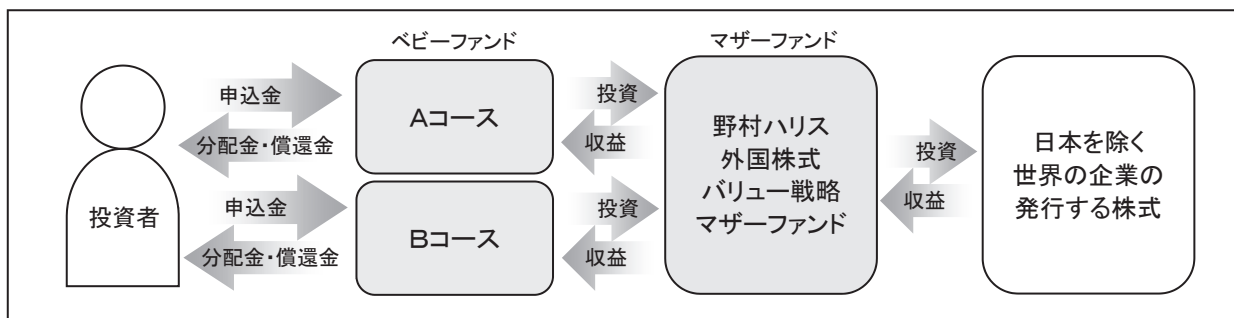 ベビーファンド
マザーファンド
申込金
分配金・償還金
Aコース
投資
収益
申込金
分配金・償還金
Bコース
投資
収益
投資者
野村ハリス
外国株式
バリュー戦略
マザーファンド
投資
収益
日本を除く
世界の企業の
発行する株式